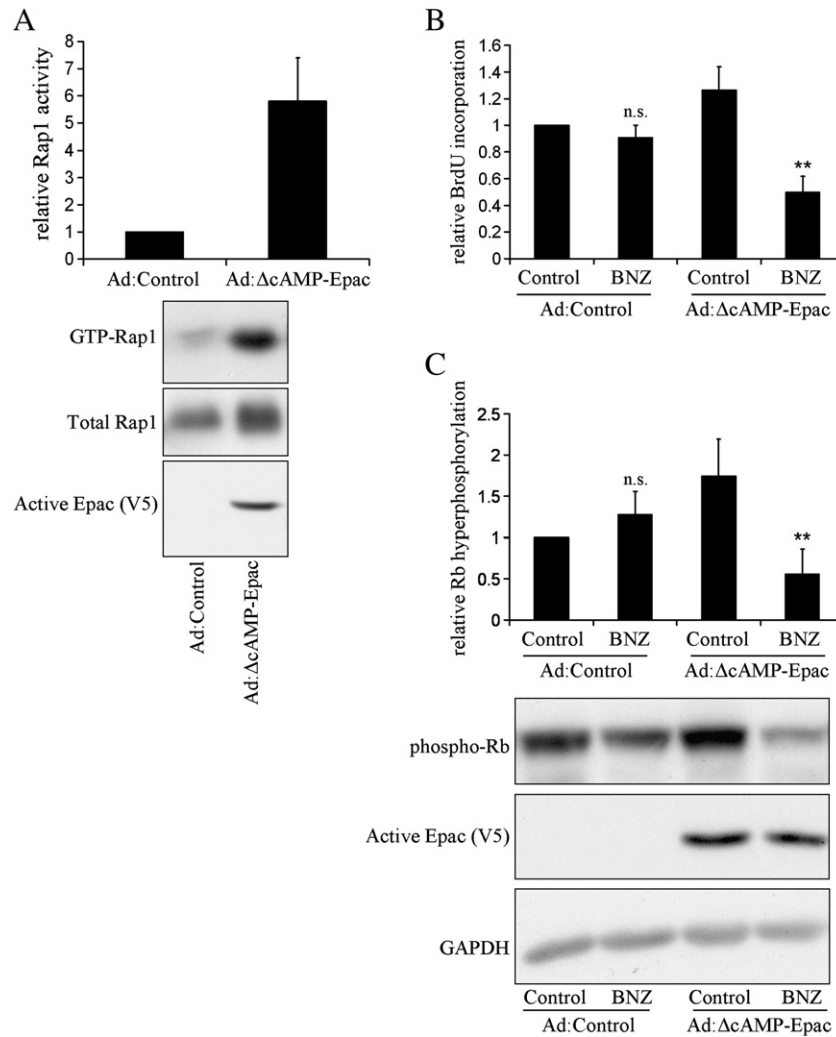 A
relative Rap1 activity
8
7
6
5
4
3
2
1
0
Ad:Control Ad:ΔcAMP-Epac
GTP-Rap1
Total Rap1
Active Epac (V5)
Ad:Control
Ad:ΔcAMP-Epac
B
relative BrdU incorporation
1.6
1.4
1.2
1
0.8
0.6
0.4
0.2
0
n.s.
**
Control BNZ Control BNZ
Ad:Control Ad:ΔcAMP-Epac
C
relative Rb hyperphosphorylation
2.5
2
1.5
1
0.5
0
n.s.
**
Control BNZ Control BNZ
Ad:Control Ad:ΔcAMP-Epac
phospho-Rb
Active Epac (V5)
GAPDH
Control BNZ Control BNZ
Ad:Control Ad:ΔcAMP-Epac